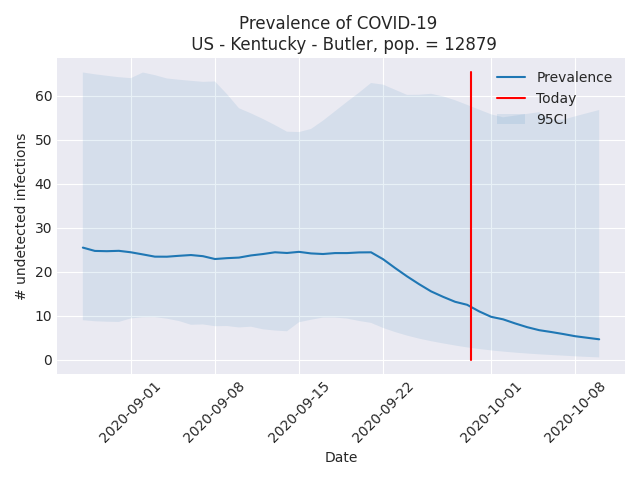 Prevalence of COVID-19
US - Kentucky - Butler, pop. = 12879
Prevalence
Today
95CI
# undetected infections
60
50
40
30
20
10
0
2020-09-01
2020-09-08
2020-09-15
2020-09-22
2020-10-01
2020-10-08
Date